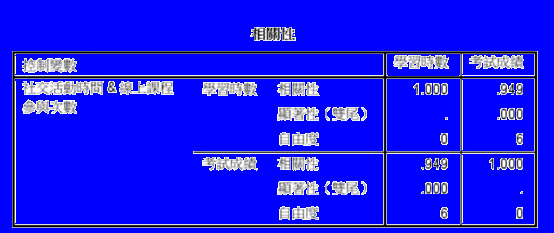 相關性
控制變數 學習時數 考試成績
社交活動時間 & 線上課程 學習時數 相關性 1.000 .949
參與次數 顯著性（雙尾） . .000
自由度 0 6
考試成績 相關性 .949 1.000
顯著性（雙尾） .000 .
自由度 6 0